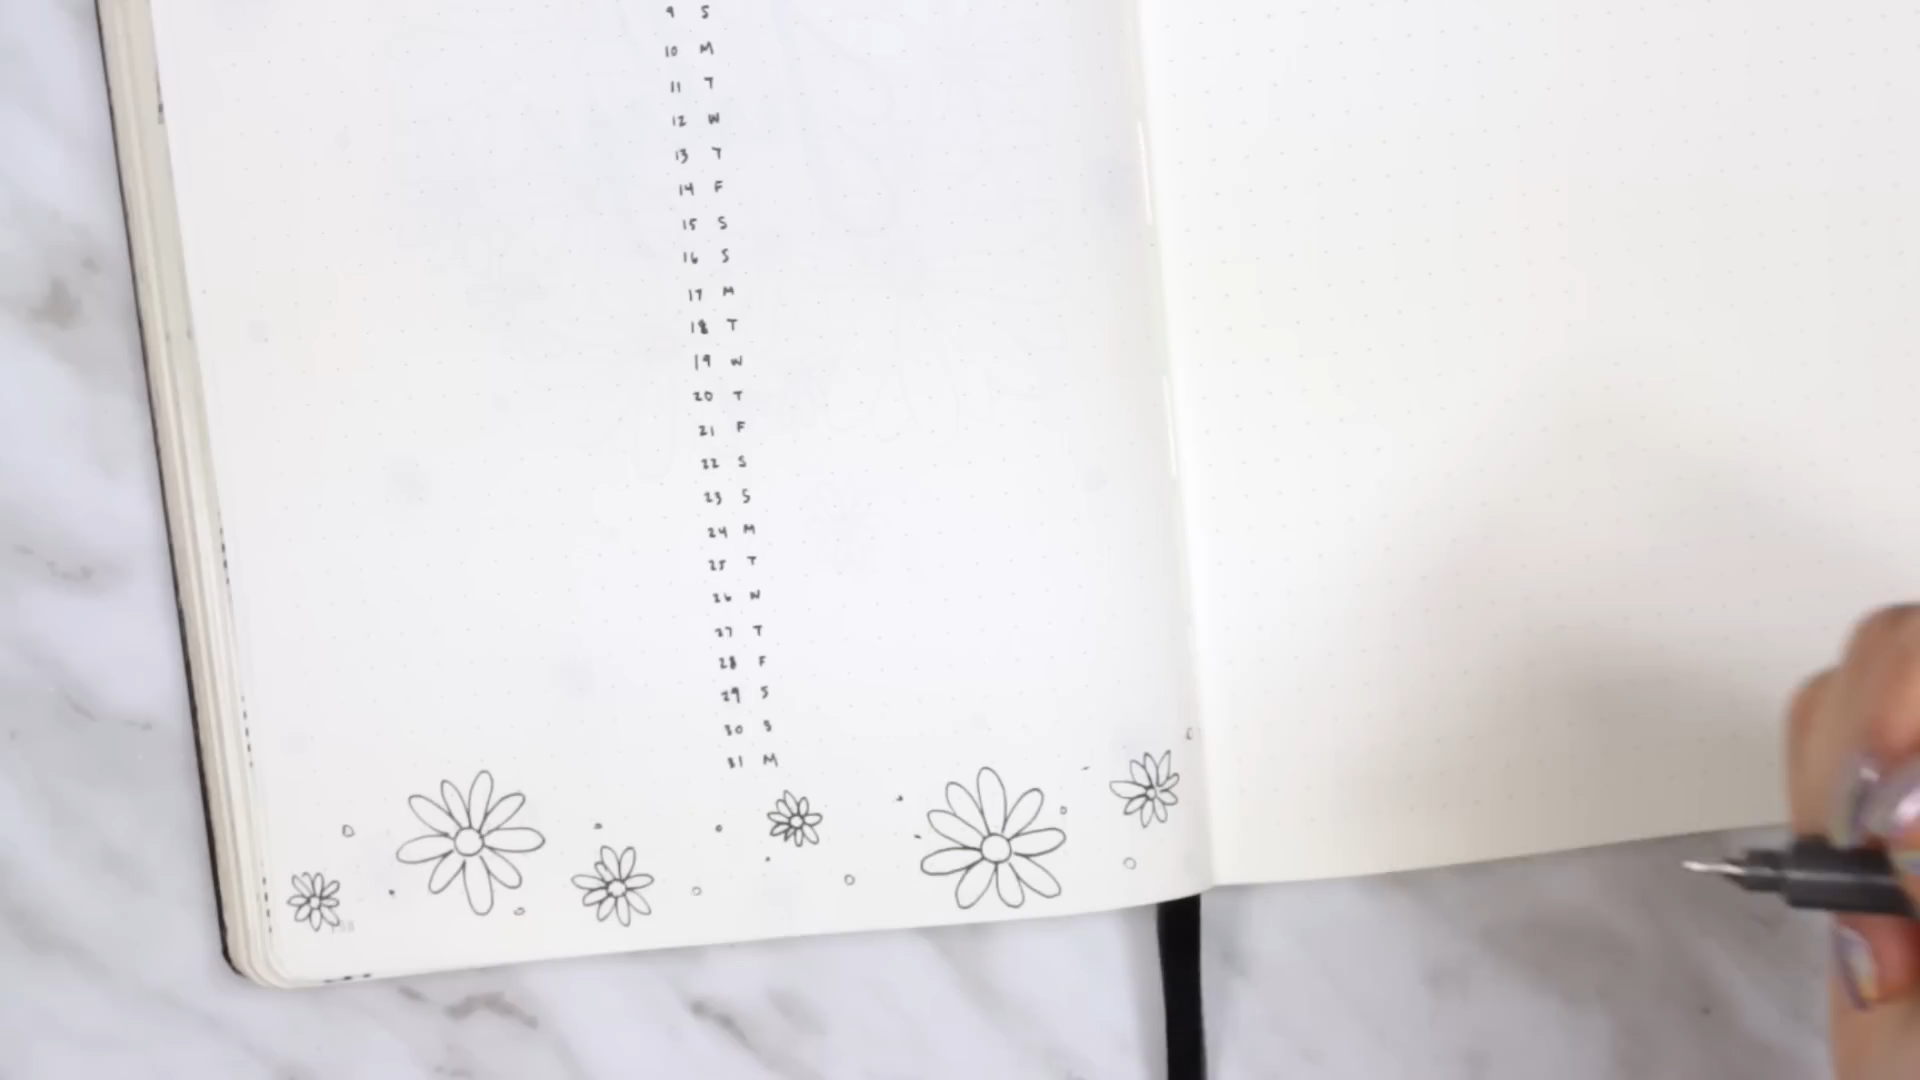 9 S
10 M
11 T
12 W
13 T
14 F
15 S
16 S
17 M
18 T
19 W
20 T
21 F
22 S
23 S
24 M
25 T
26 W
27 T
28 F
29 S
30 S
31 M